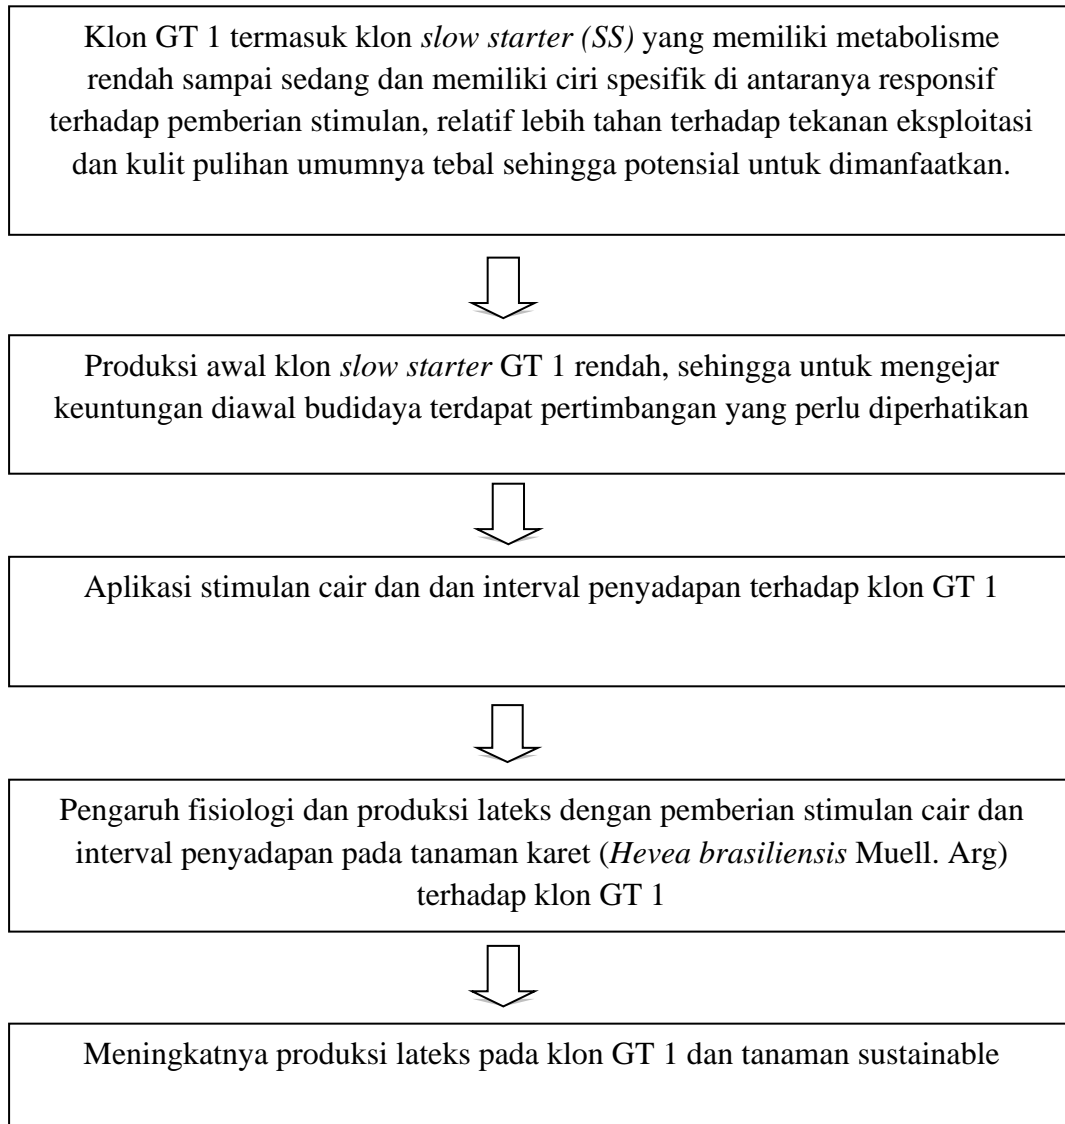 Klon GT 1 termasuk klon slow starter (SS) yang memiliki metabolisme
rendah sampai sedang dan memiliki ciri spesifik di antaranya responsif
terhadap pemberian stimulan, relatif lebih tahan terhadap tekanan eksploitasi
dan kulit pulihan umumnya tebal sehingga potensial untuk dimanfaatkan.
Produksi awal klon slow starter GT 1 rendah, sehingga untuk mengejar
keuntungan diawal budidaya terdapat pertimbangan yang perlu diperhatikan
Aplikasi stimulan cair dan dan interval penyadapan terhadap klon GT 1
Pengaruh fisiologi dan produksi lateks dengan pemberian stimulan cair dan
interval penyadapan pada tanaman karet (Hevea brasiliensis Muell. Arg)
terhadap klon GT 1
Meningkatnya produksi lateks pada klon GT 1 dan tanaman sustainable